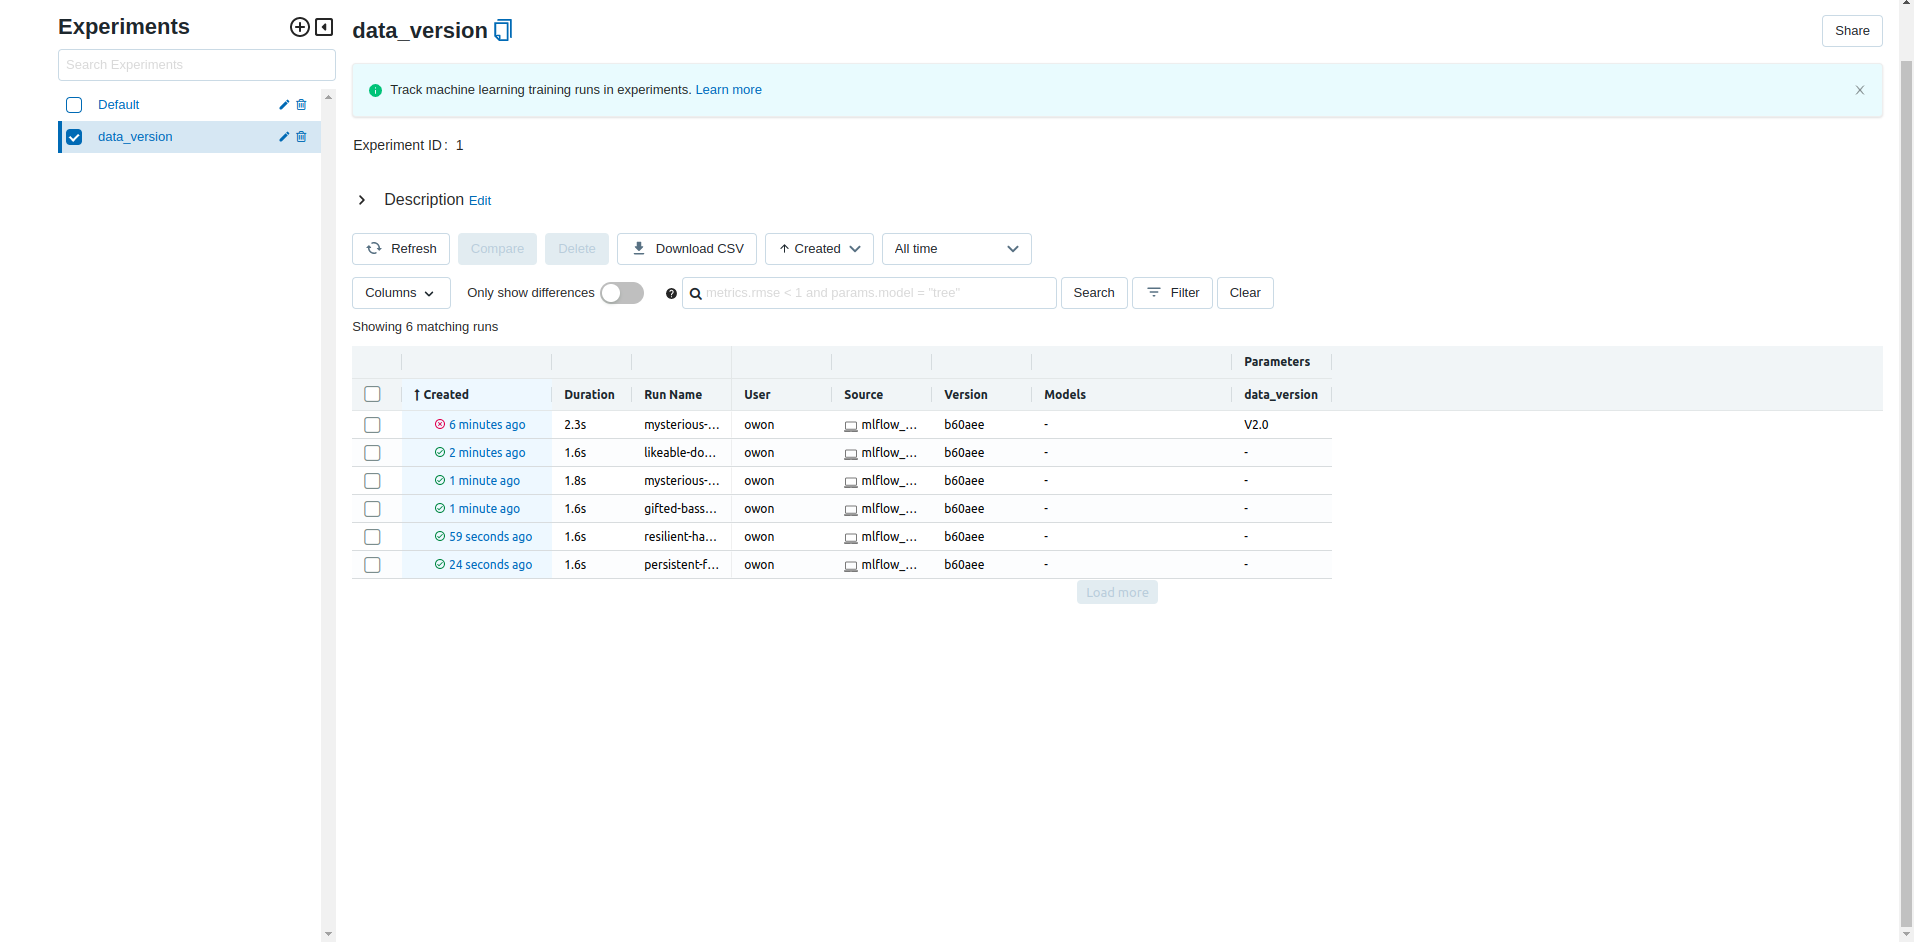 Experiments
Search Experiments
Default
data_version
data_version
Share
Track machine learning training runs in experiments. Learn more
Experiment ID: 1
Description Edit
Refresh Compare Delete Download CSV Created All time
Columns Only show differences metrics.rmse < 1 and params.model = "tree" Search Filter Clear
Showing 6 matching runs
Parameters
Created Duration Run Name User Source Version Models data_version
6 minutes ago 2.3s mysterious-... owon mlflow_... b60aee - V2.0
2 minutes ago 1.6s likeable-do... owon mlflow_... b60aee - -
1 minute ago 1.8s mysterious-... owon mlflow_... b60aee - -
1 minute ago 1.6s gifted-bass... owon mlflow_... b60aee - -
59 seconds ago 1.6s resilient-ha... owon mlflow_... b60aee - -
24 seconds ago 1.6s persistent-f... owon mlflow_... b60aee - -
Load more